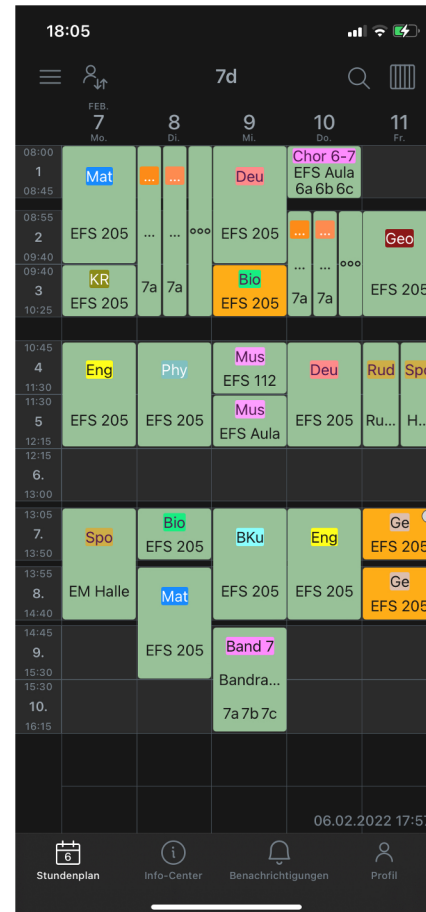 18:05
7d
FEB.
7 8 9 10 11
Mo. Di. Mi. Do. Fr.
08:00
1
08:45
Mat
...
...
Deu
Chor 6-7
EFS Aula
6a 6b 6c
08:55
2
09:40
EFS 205
...
...
EFS 205
...
...
Geo
09:40
3
10:25
KR
EFS 205
7a
7a
Bio
EFS 205
...
...
7a
7a
EFS 205
10:45
4
11:30
Eng
Phy
Mus
EFS 112
Deu
Rud
Spo
11:30
5
12:15
EFS 205
EFS 205
Mus
EFS Aula
EFS 205
Ru...
H...
12:15
6.
13:00
13:05
7.
13:50
Spo
Bio
EFS 205
BKu
Eng
Ge
EFS 205
13:55
8.
14:40
EM Halle
Mat
EFS 205
EFS 205
Ge
EFS 205
14:45
9.
15:30
EFS 205
Band 7
Bandra...
15:30
10.
16:15
7a 7b 7c
06.02.2022 17:57
6
Stundenplan
Info-Center
Benachrichtigungen
Profil